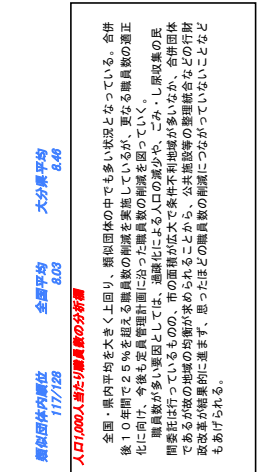 類似団体内順位　全国平均　大分県平均
117/128　8.03　8.46
人口1,000人当たり職員数の分析欄
　全国・県内平均を大きく上回り、類似団体の中でも多い状況となっている。合併
後１０年間で２５％を超える職員数の削減を実施しているが、更なる職員数の適正
化に向け、今後も定員管理計画に沿った職員数の削減を図っていく。
　職員数が多い要因としては、過疎化による人口の減少や、ごみ・し尿収集の民
間委託は行っているものの、市の面積が広大で条件不利地域が多いなか、合併団体
であるが故の地域の均衡が求められることから、公共施設等の整理統合などの行財
政改革が結果的に進まず、思ったほどの職員数の削減につながっていないことなど
もあげられる。